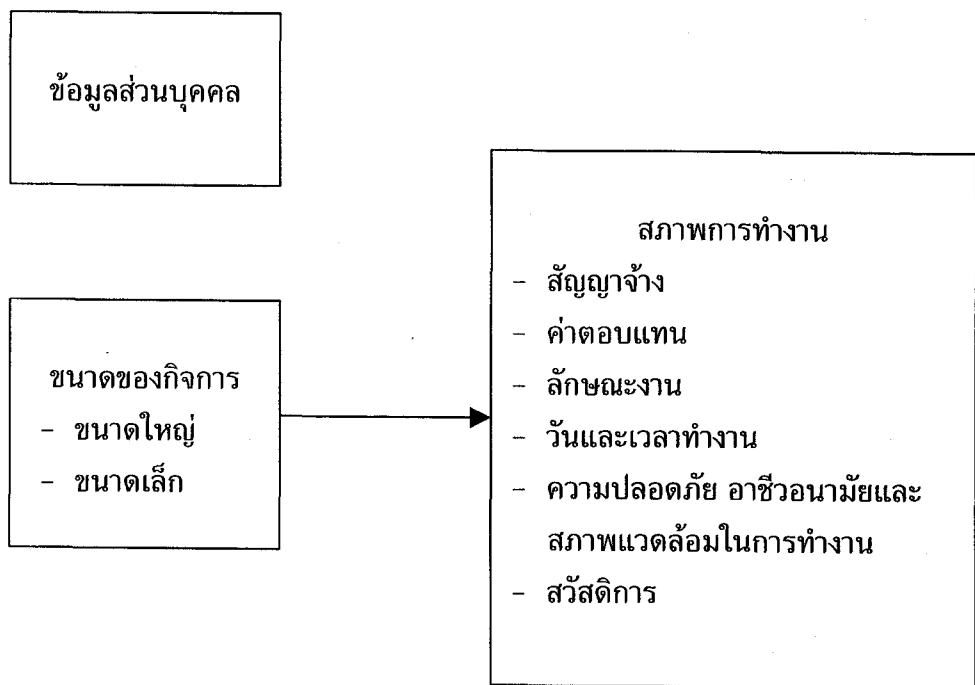 ข้อมูลส่วนบุคคล
ขนาดของกิจการ
- ขนาดใหญ่
- ขนาดเล็ก
สภาพการทำงาน
- สัญญาจ้าง
- ค่าตอบแทน
- ลักษณะงาน
- วันและเวลาทำงาน
- ความปลอดภัย อาชีวอนามัยและ
สภาพแวดล้อมในการทำงาน
- สวัสดิการ